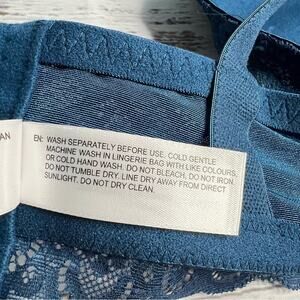 AN
EN: WASH SEPARATELY BEFORE USE. COLD GENTLE
MACHINE WASH IN LINGERIE BAG WITH LIKE COLOURS
OR COLD HAND WASH. DO NOT BLEACH. DO NOT IRON.
DO NOT TUMBLE DRY. LINE DRY AWAY FROM DIRECT
SUNLIGHT. DO NOT DRY CLEAN.